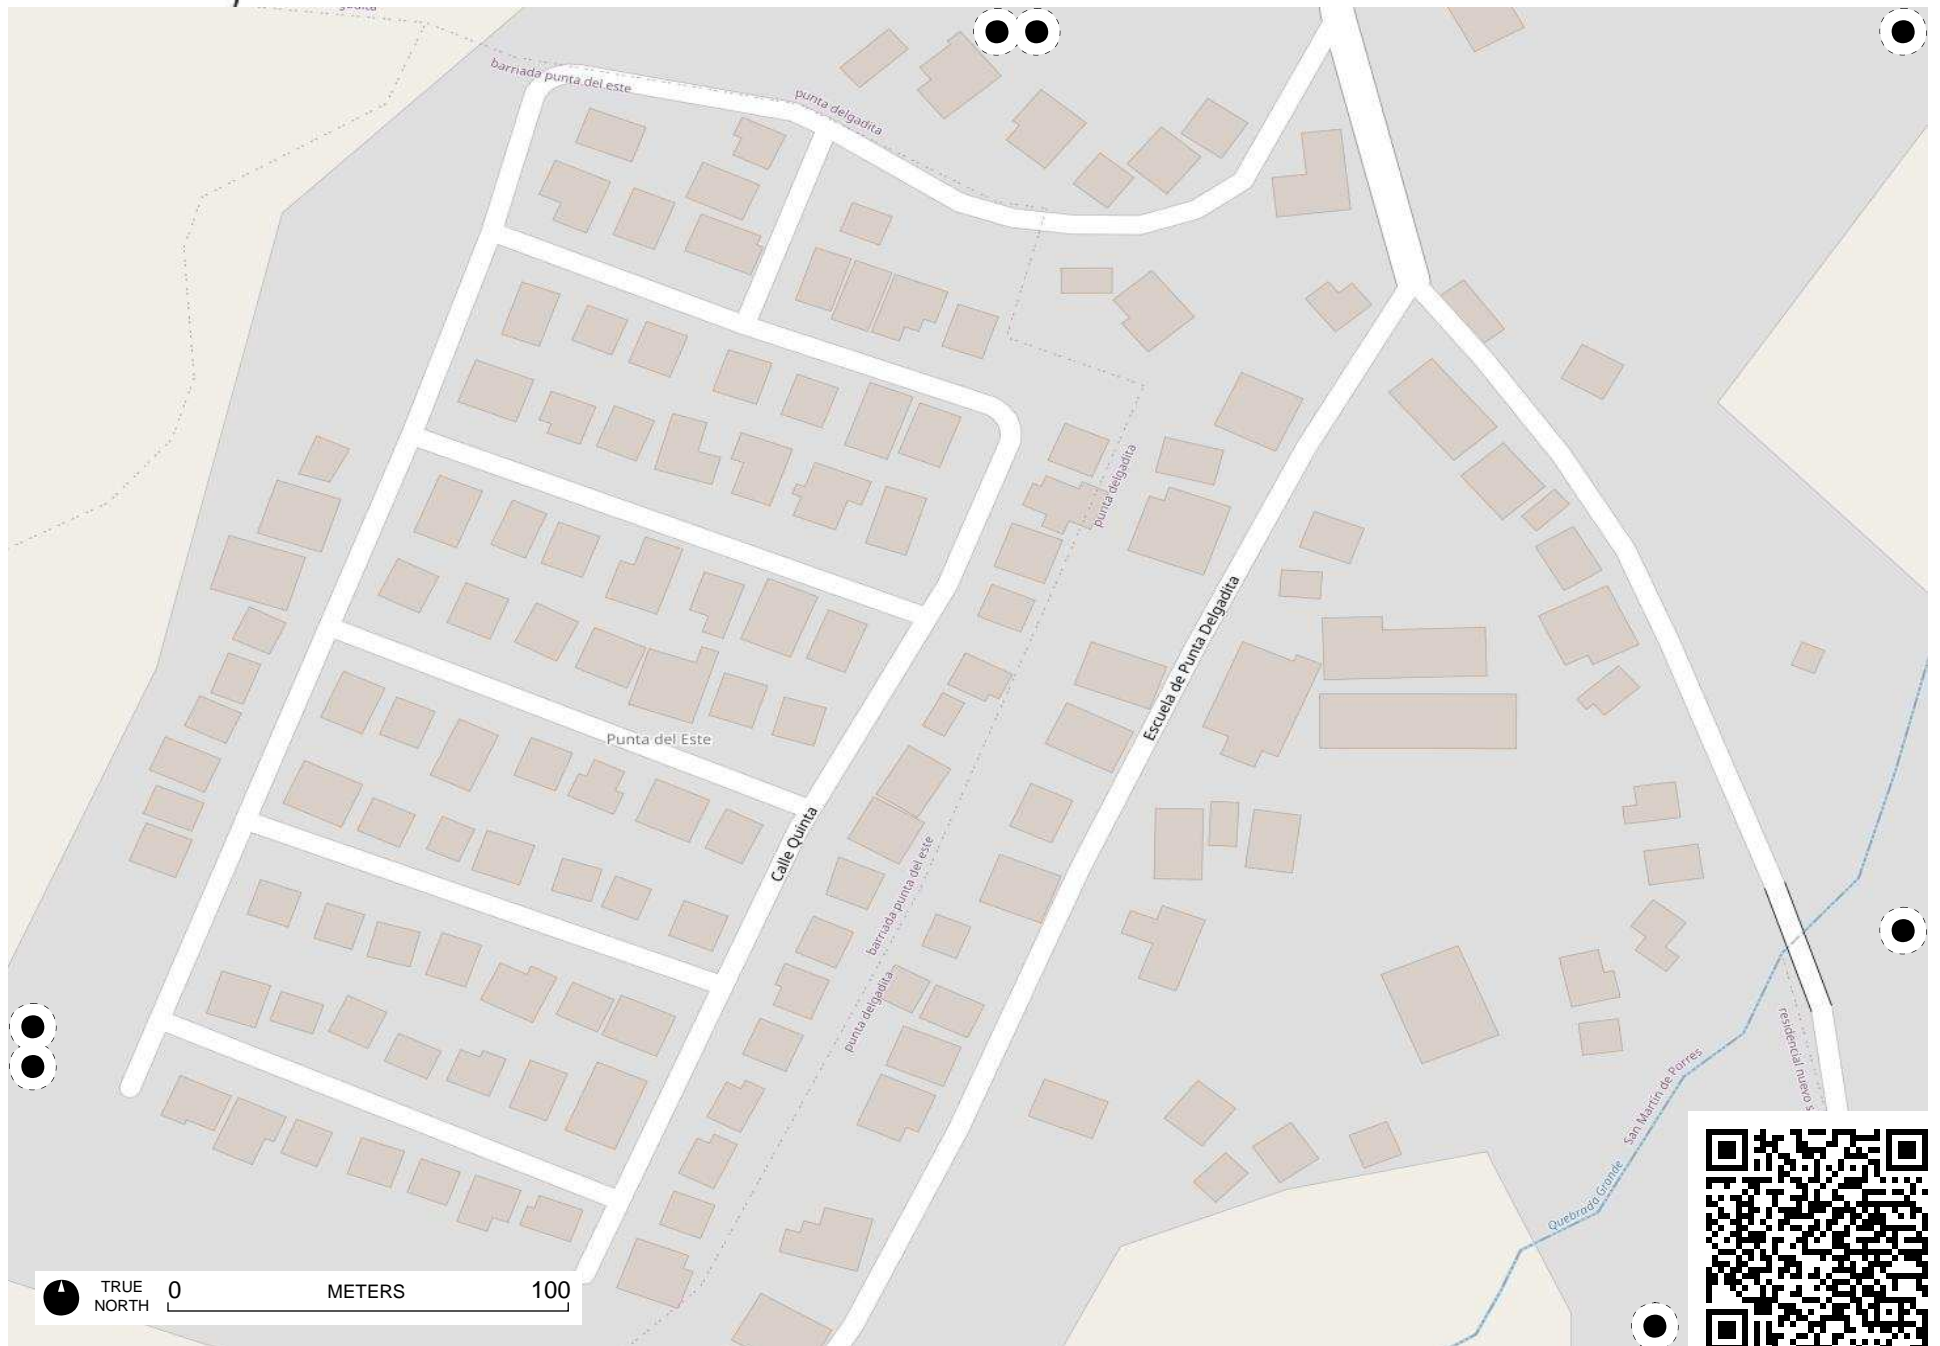 barriada punta del este
punta delgadita
punta delgadita
Escuela de Punta Delgadita
Punta del Este
Calle Quinta
barriada punta del este
punta delgadita
residencial nuevo s
San Martín de Porres
Quebrada Grande
TRUE NORTH
0 METERS 100